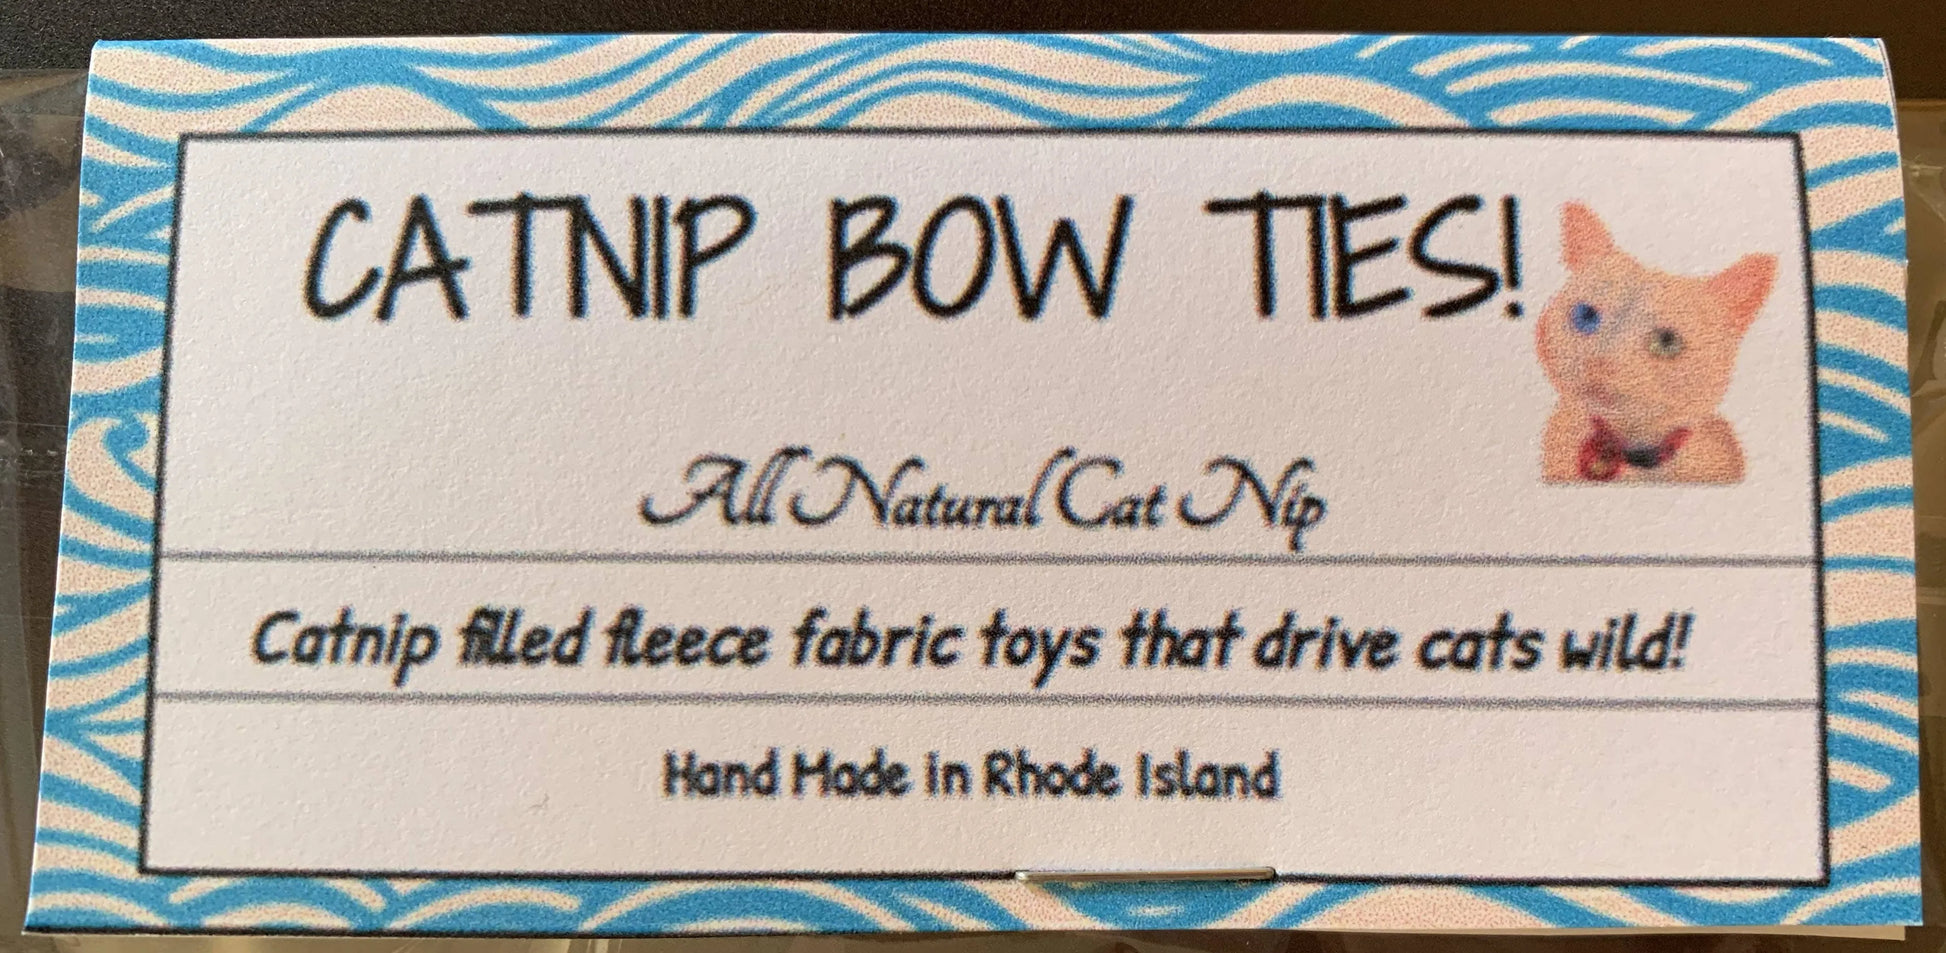 CATNIP BOW TIES!
All Natural Cat Nip
Catnip filled fleece fabric toys that drive cats wild!
Hand Made in Rhode Island